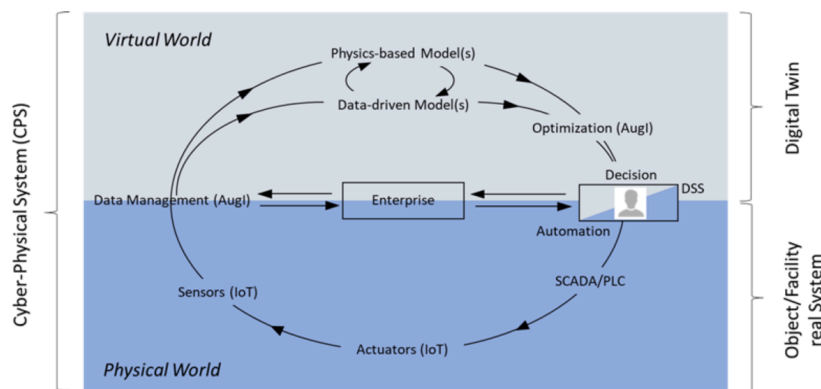 Virtual World
Physics-based Model(s)
Data-driven Model(s)
Optimization (AugI)
Decision
DSS
Data Management (AugI)
Enterprise
Automation
SCADA/PLC
Sensors (IoT)
Actuators (IoT)
Physical World
Cyber-Physical System (CPS)
Digital Twin
Object/Facility
real System